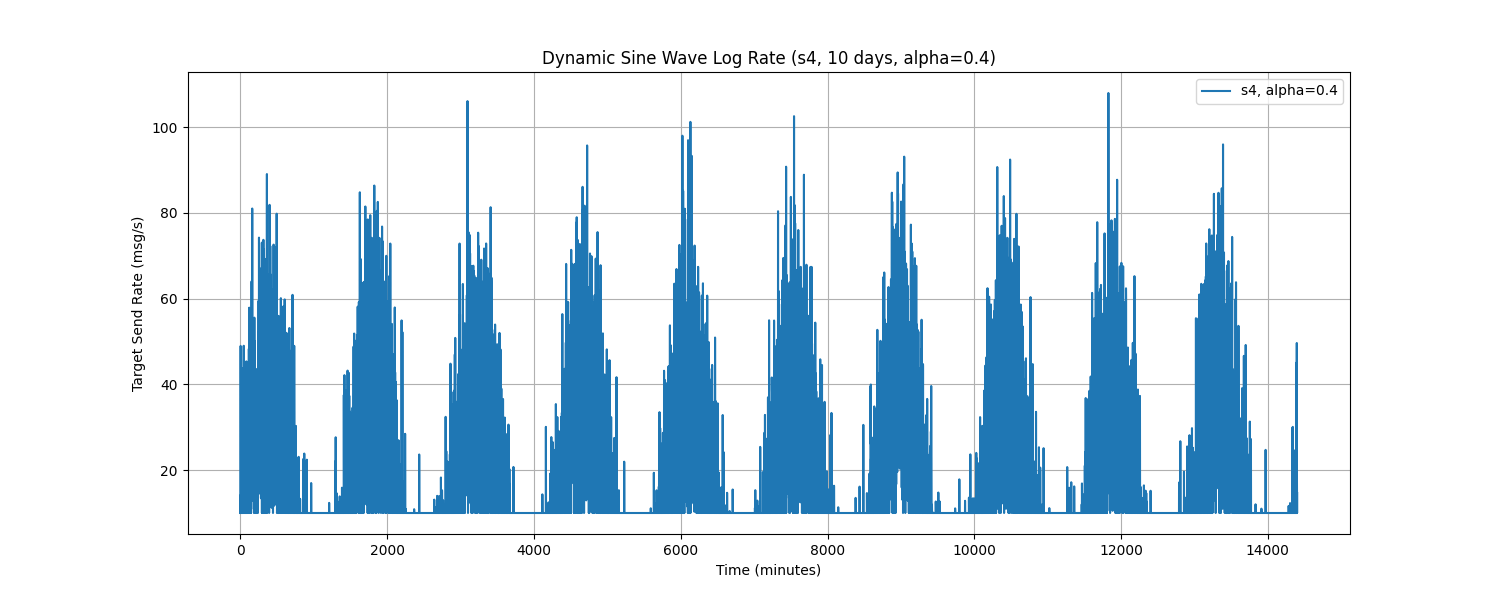 Dynamic Sine Wave Log Rate (s4, 10 days, alpha=0.4)
s4, alpha=0.4
Target Send Rate (msg/s)
100
80
60
40
20
0 2000 4000 6000 8000 10000 12000 14000
Time (minutes)